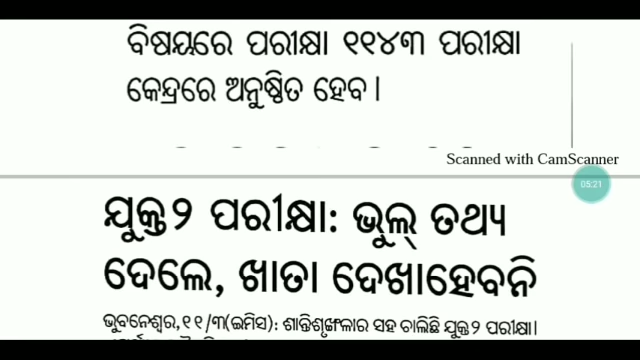 ବିଷୟରେ ପରୀକ୍ଷା ୧୧୪୩ ପରୀକ୍ଷା
କେନ୍ଦ୍ରରେ ଅନୁଷ୍ଠିତ ହେବ।
Scanned with CamScanner
05:21
ଯୁକ୍ତ୨ ପରୀକ୍ଷା: ଭୁଲ୍ ତଥ୍ୟ
ଦେଲେ, ଖାତା ଦେଖାହେବନି
ଭୁବନେଶ୍ୱର,୧୧/୩(ଇମିସ): ଶାନ୍ତିଶୃଙ୍ଖଳାର ସହ ଚାଲିଛି ଯୁକ୍ତ୨ ପରୀକ୍ଷା।